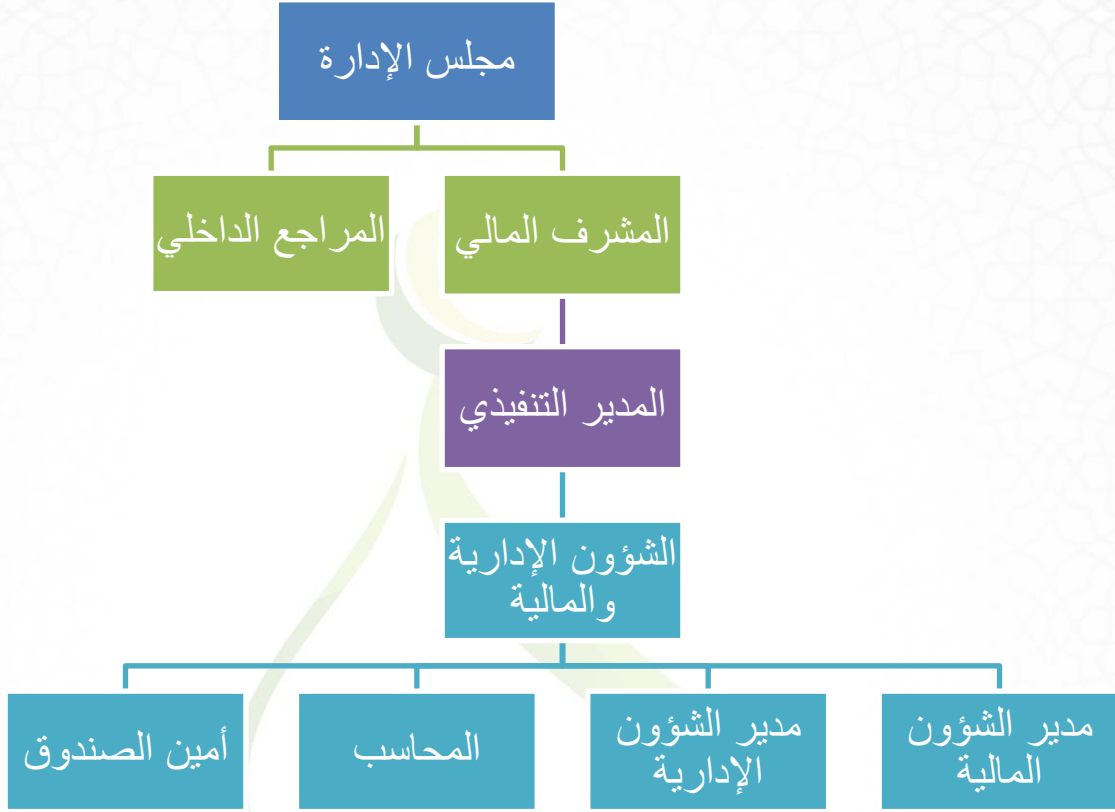 مجلس الإدارة
المشرف المالي
المراجع الداخلي
المدير التنفيذي
الشؤون الإدارية
والمالية
مدير الشؤون
المالية
مدير الشؤون
الإدارية
المحاسب
أمين الصندوق